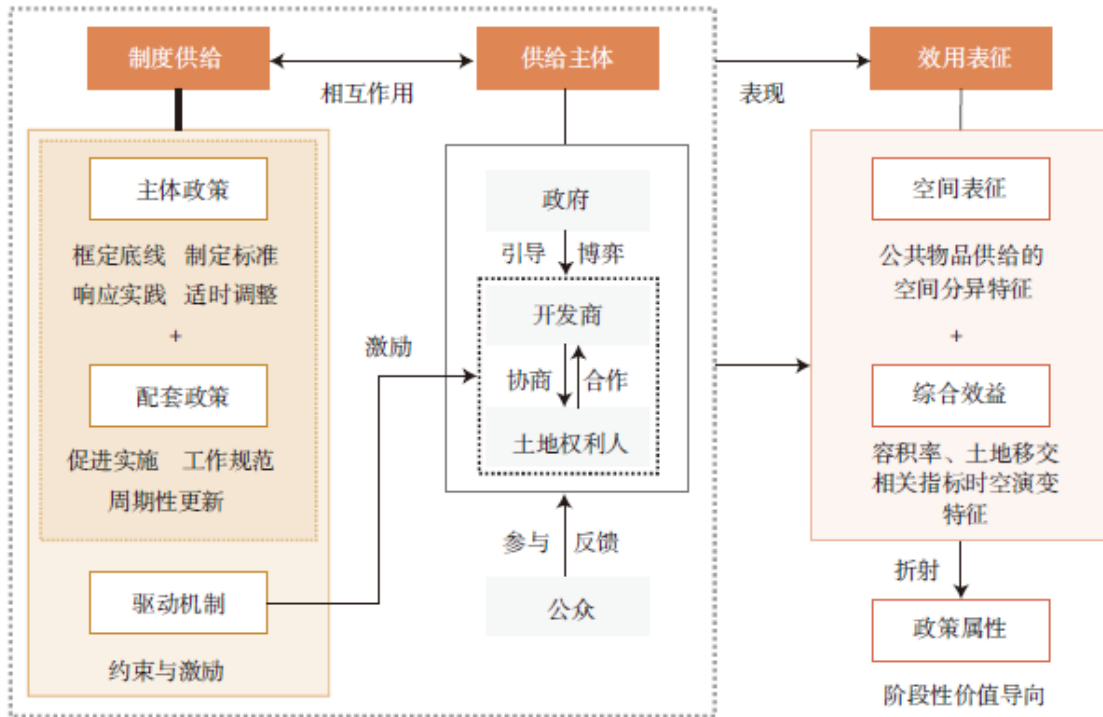 制度供给
相互作用
供给主体
表现
效用表征
主体政策
框定底线 制定标准
响应实践 适时调整
+
配套政策
促进实施 工作规范
周期性更新
驱动机制
约束与激励
激励
政府
引导 博弈
开发商
协商 合作
土地权利人
参与 反馈
公众
空间表征
公共物品供给的
空间分异特征
+
综合效益
容积率、土地移交
相关指标时空演变
特征
折射
政策属性
阶段性价值导向